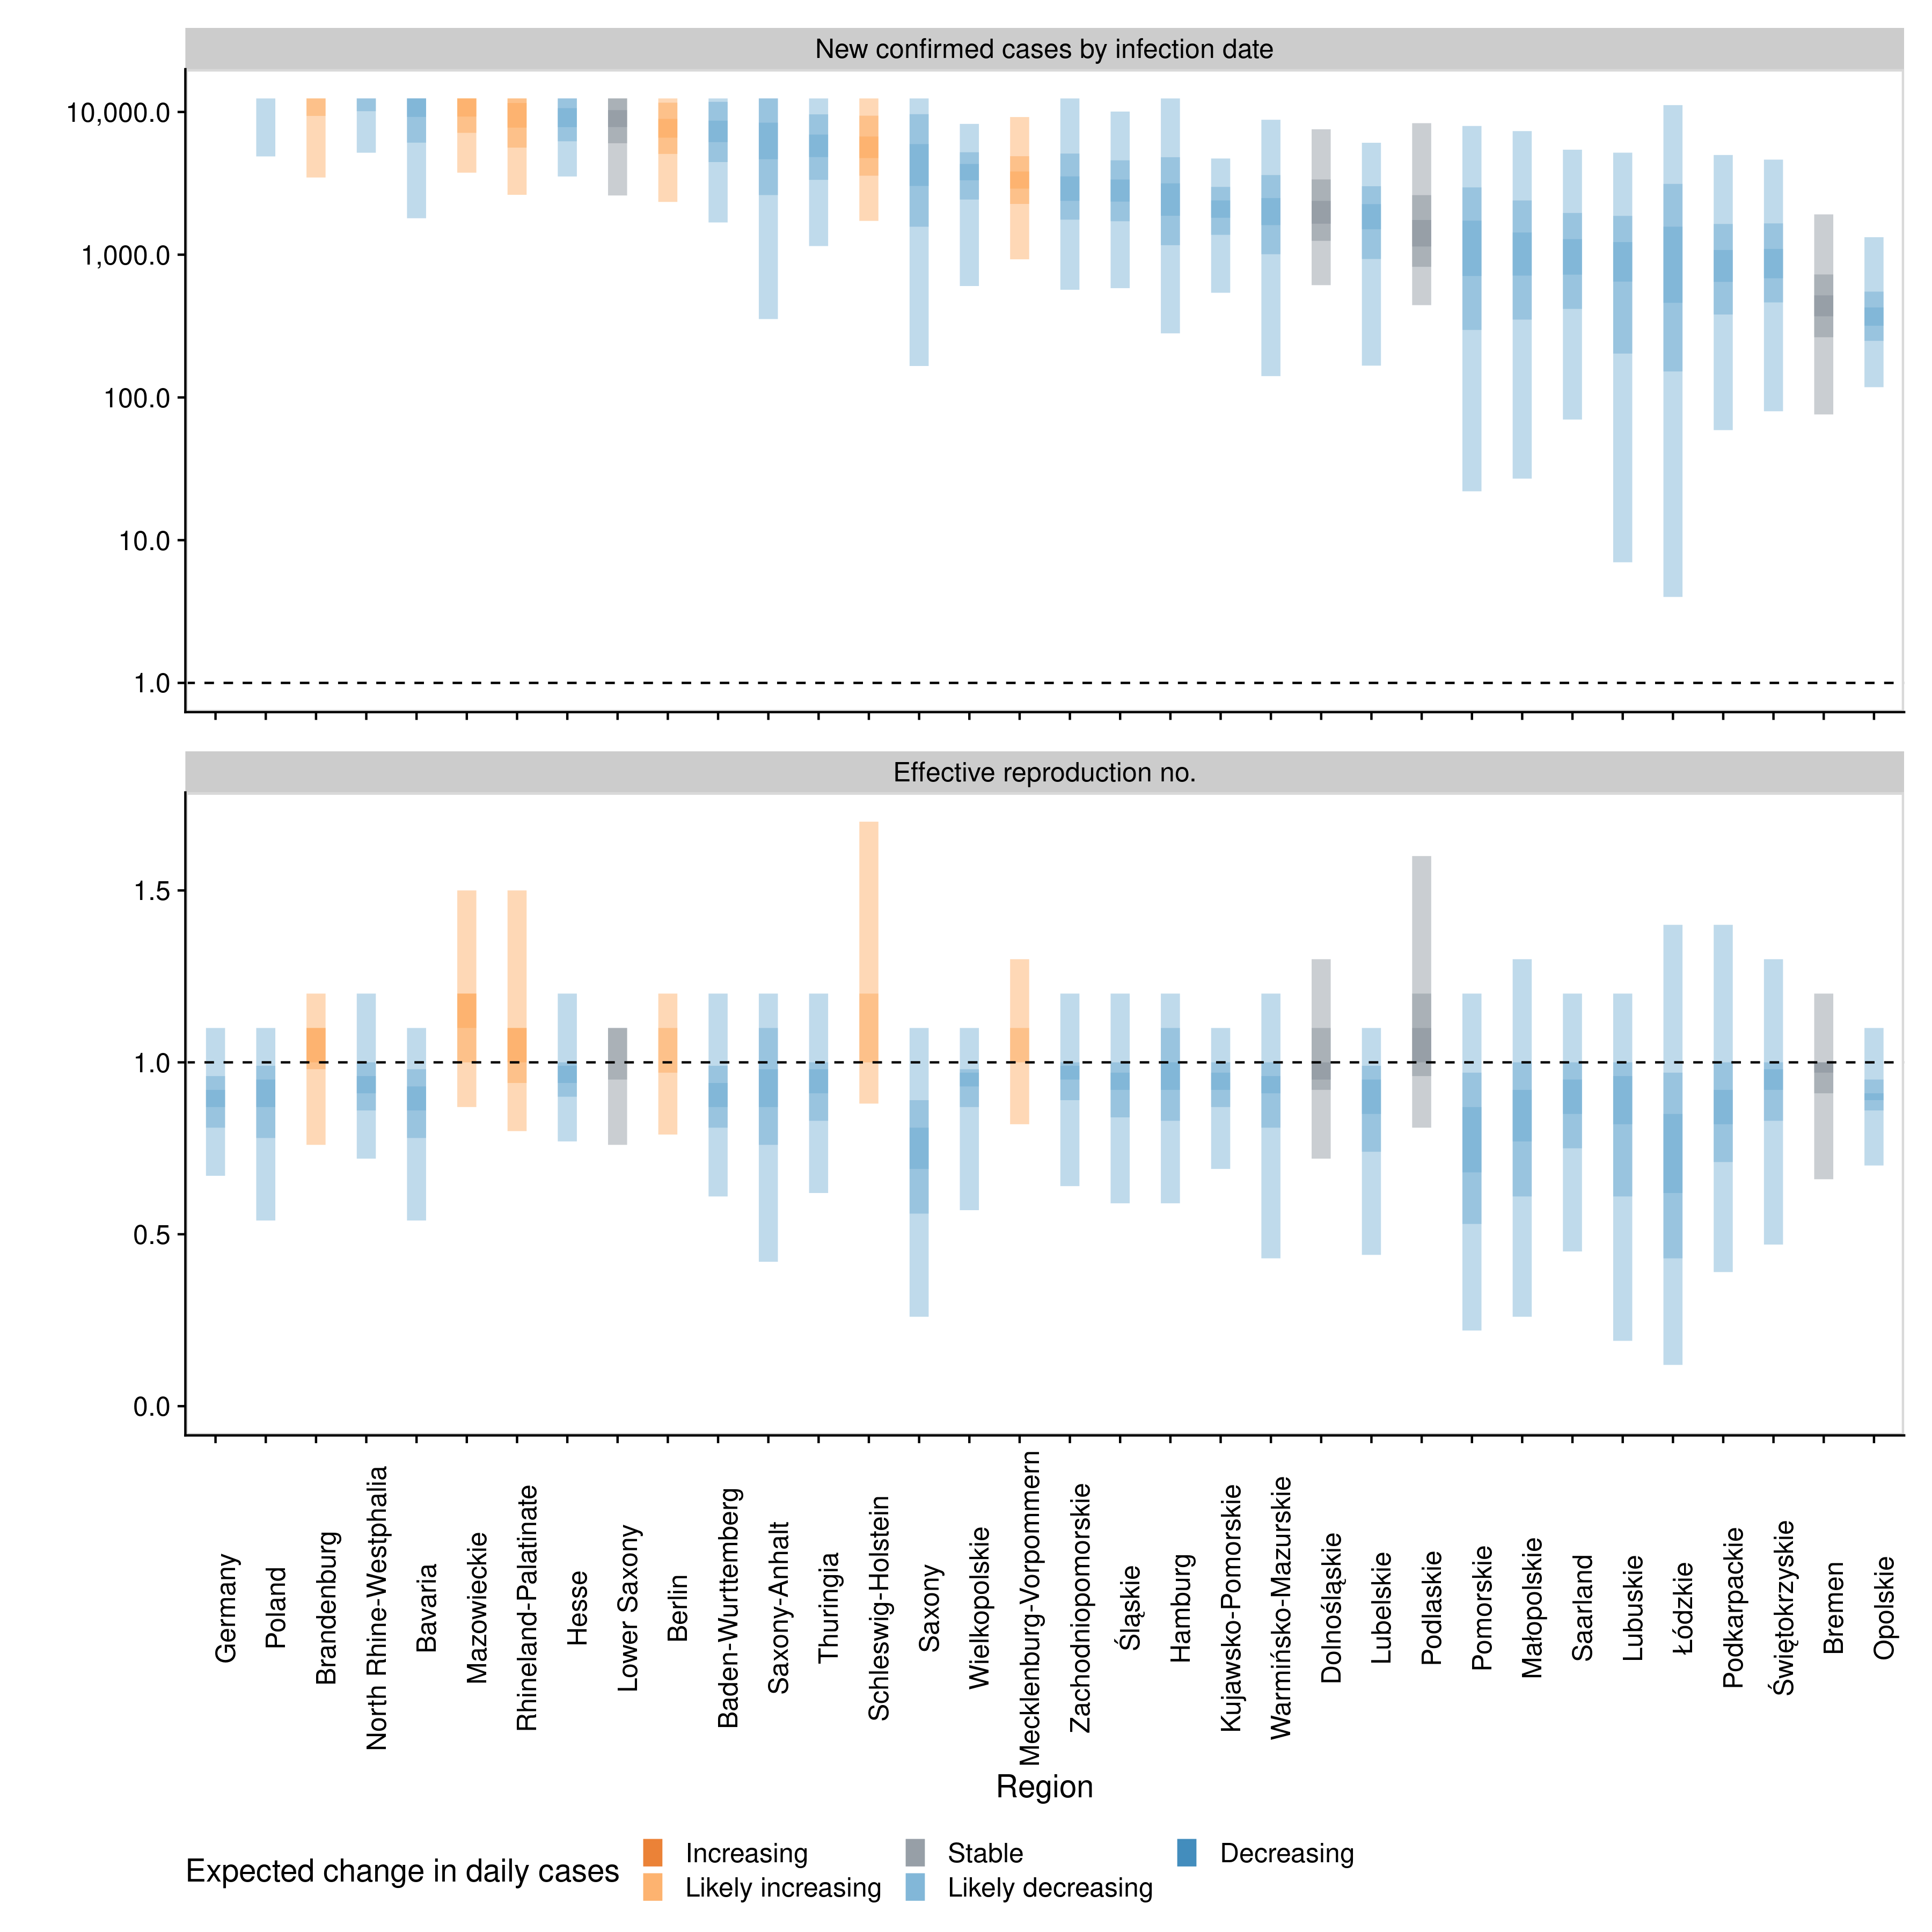 New confirmed cases by infection date
10,000.0
1,000.0
100.0
10.0
1.0
Effective reproduction no.
1.5
1.0
0.5
0.0
Germany
Poland
Brandenburg
North Rhine-Westphalia
Bavaria
Mazowieckie
Rhineland-Palatinate
Hesse
Lower Saxony
Berlin
Baden-Wurttemberg
Saxony-Anhalt
Thuringia
Schleswig-Holstein
Saxony
Wielkopolskie
Mecklenburg-Vorpommern
Zachodniopomorskie
Śląskie
Hamburg
Kujawsko-Pomorskie
Warmińsko-Mazurskie
Dolnośląskie
Lubelskie
Podlaskie
Pomorskie
Małopolskie
Saarland
Lubuskie
Łódzkie
Podkarpackie
Świętokrzyskie
Bremen
Opolskie
Region
Expected change in daily cases
Increasing
Stable
Decreasing
Likely increasing
Likely decreasing